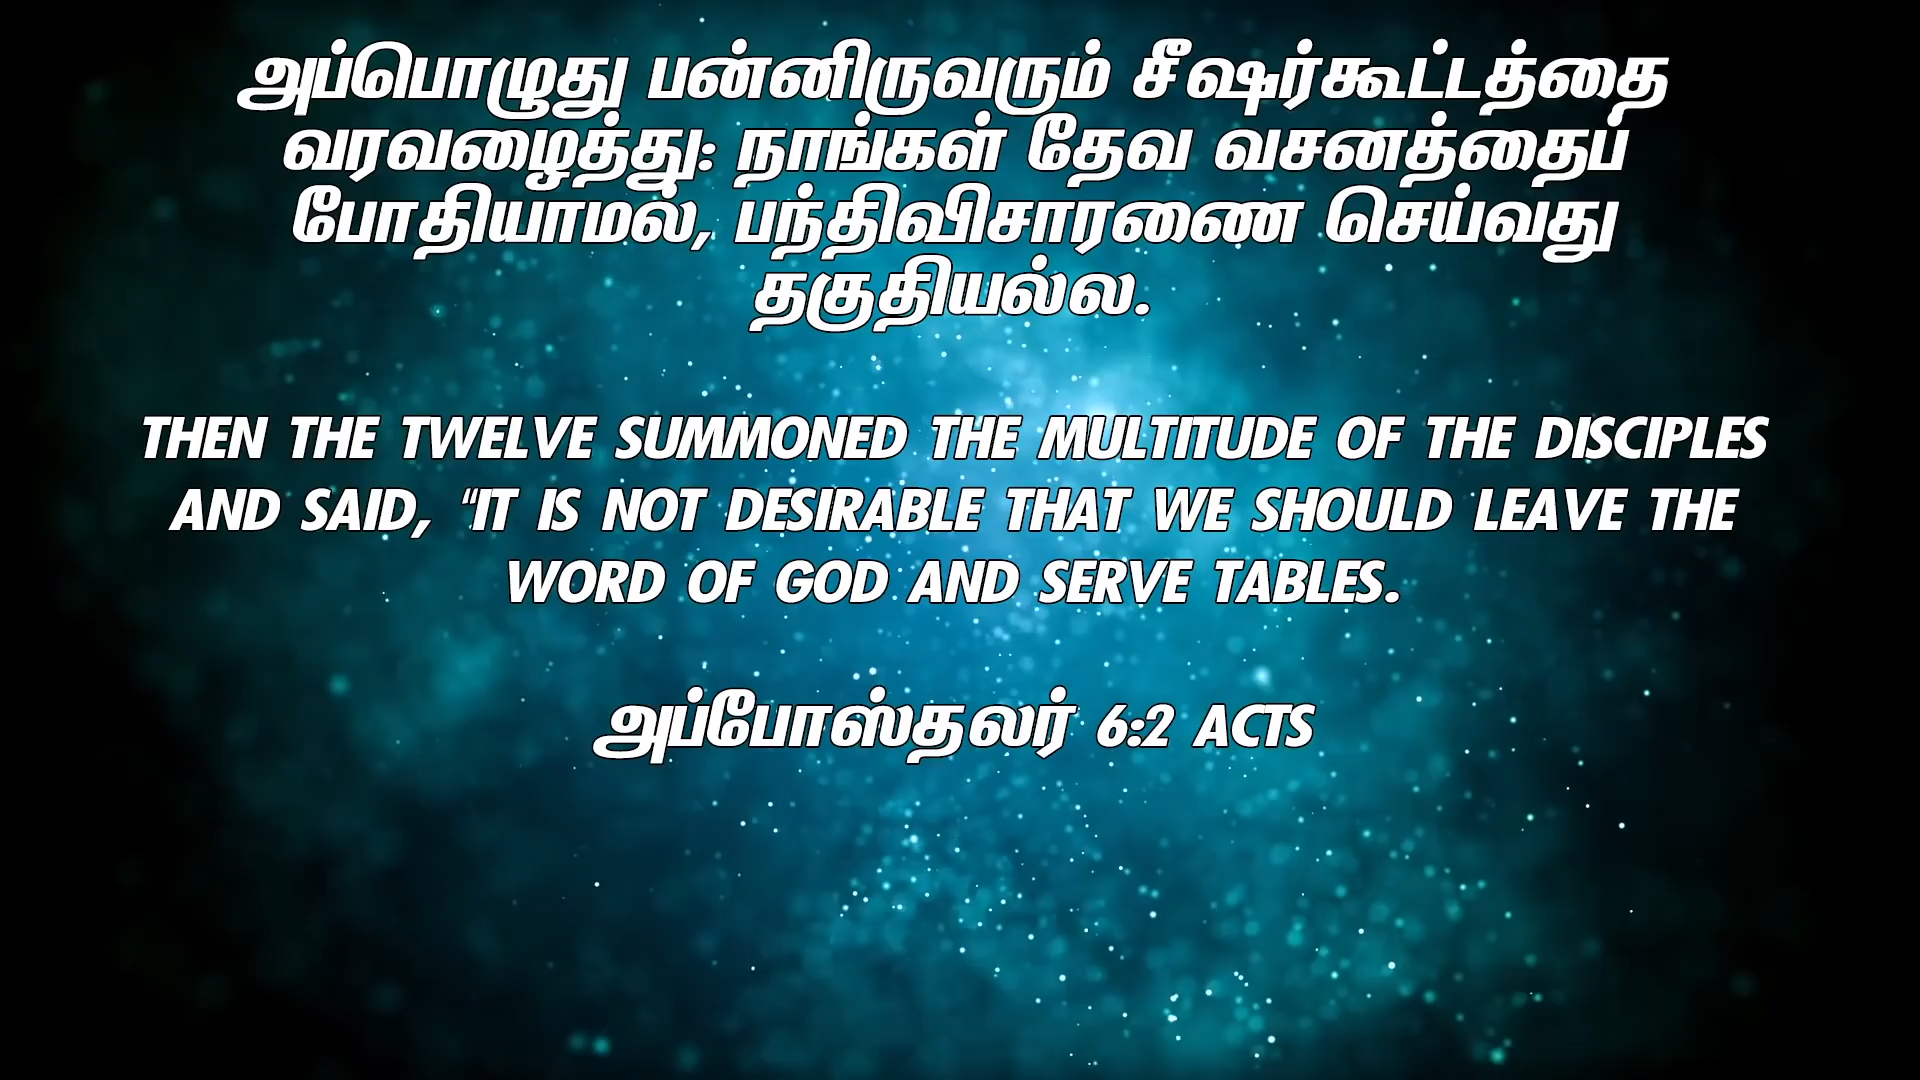 அப்பொழுது பன்னிருவரும் சீஷர்கூட்டத்தை
வரவழைத்து: நாங்கள் தேவ வசனத்தைப்
போதியாமல், பந்திவிசாரணை செய்வது
தகுதியல்ல.
THEN THE TWELVE SUMMONED THE MULTITUDE OF THE DISCIPLES
AND SAID, "IT IS NOT DESIRABLE THAT WE SHOULD LEAVE THE
WORD OF GOD AND SERVE TABLES.
அப்போஸ்தலர் 6:2 ACTS